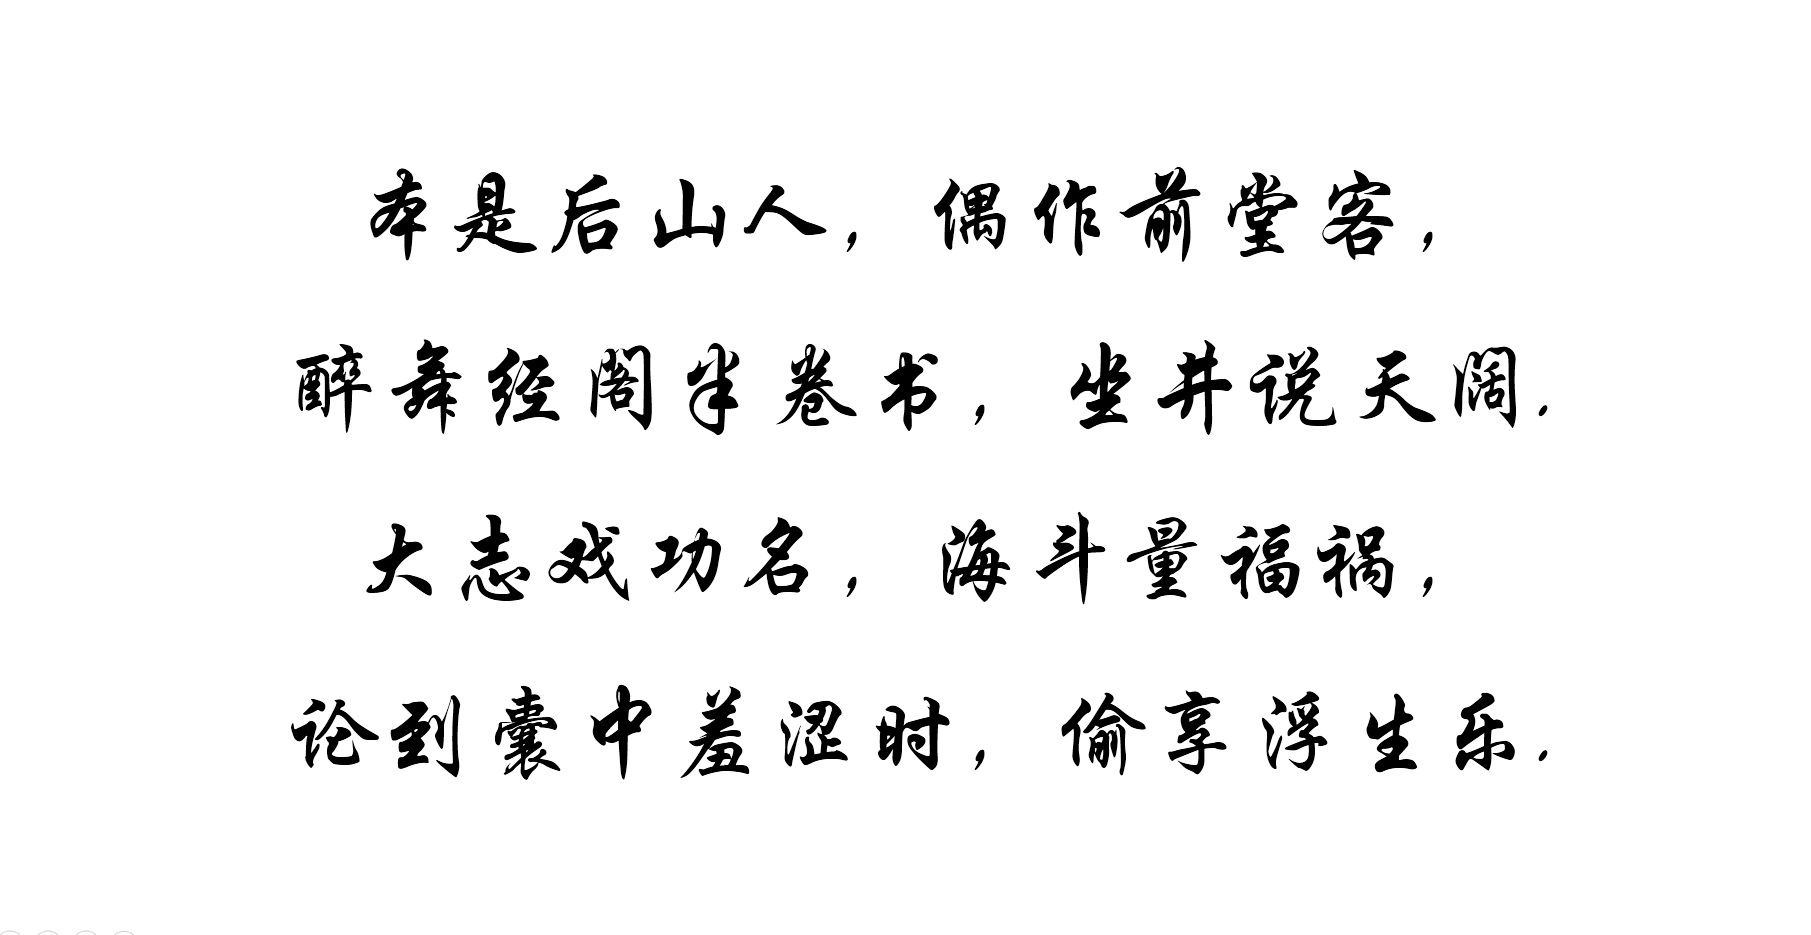 本是后山人，偶作前堂客，
醉舞经阁半卷书，坐井说天阔.
大志戏功名，海斗量福祸，
论到囊中羞涩时，偷享浮生乐.